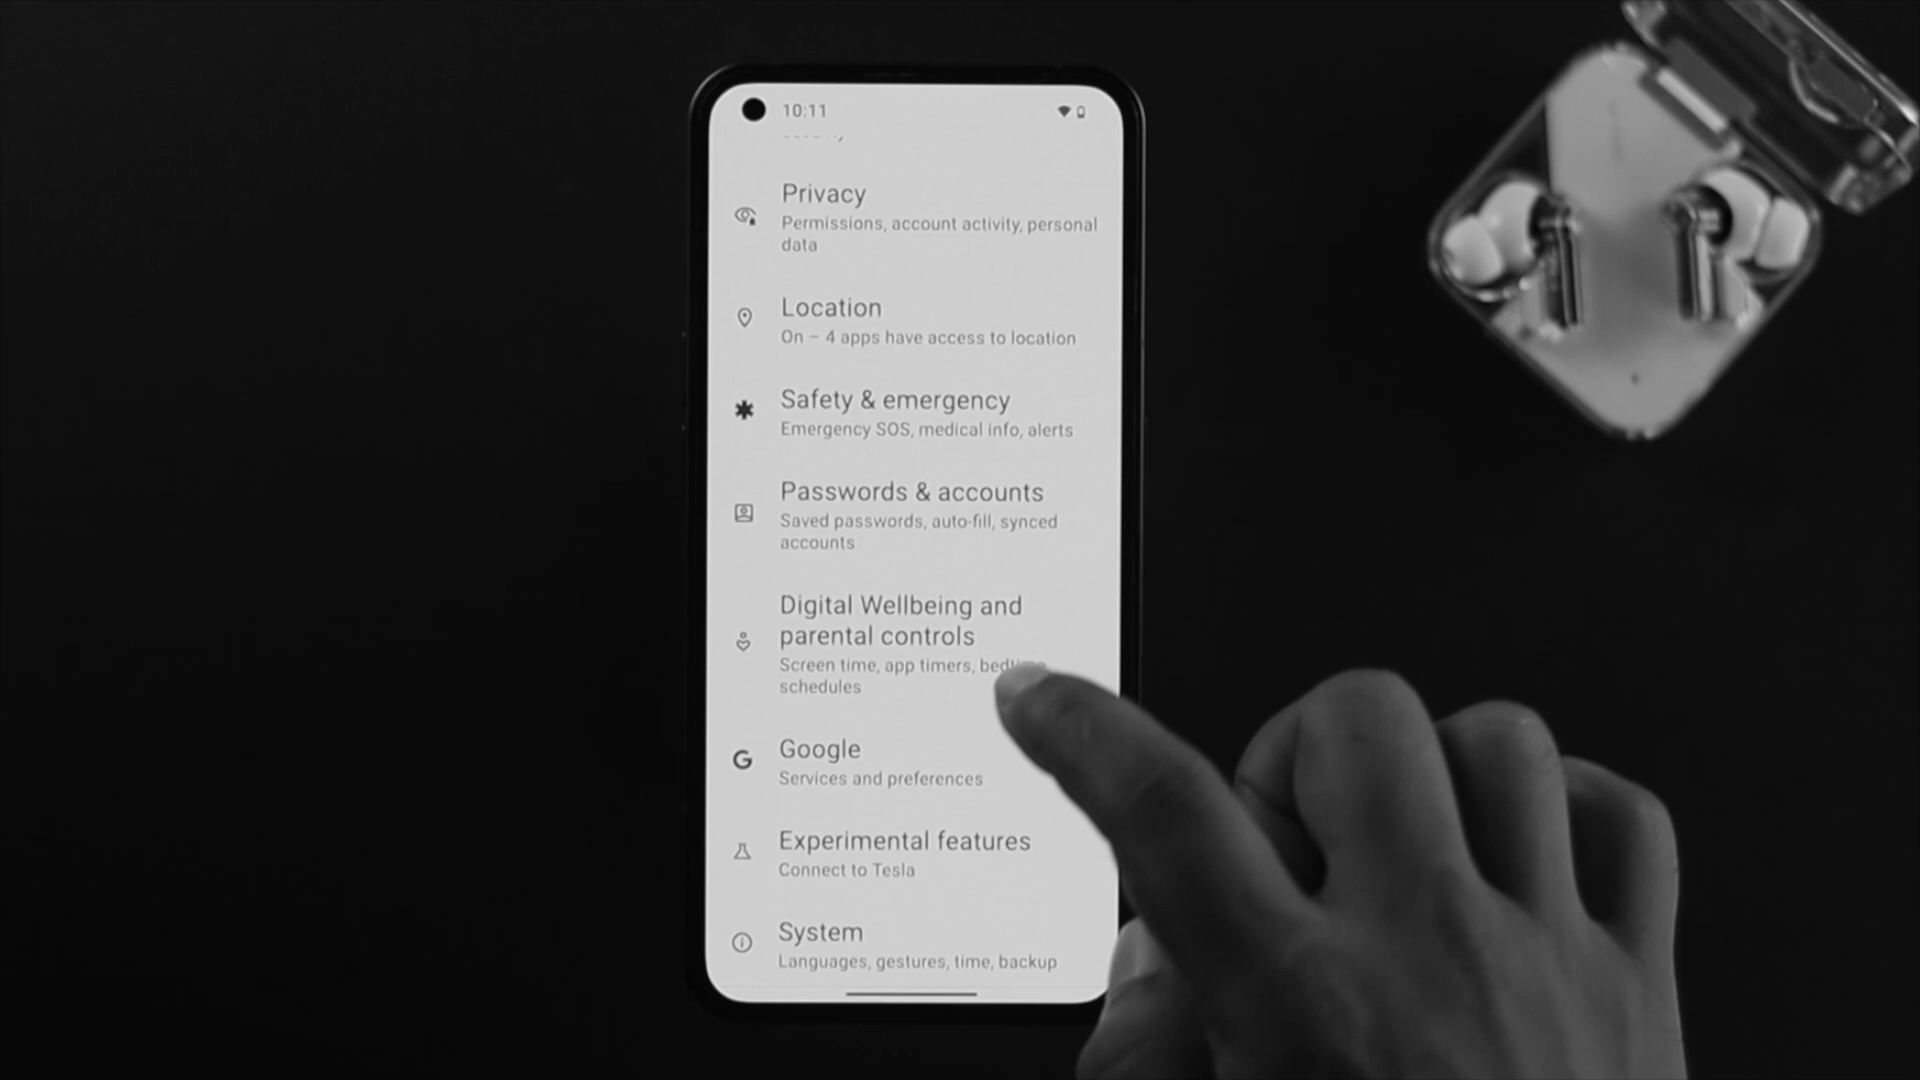 10:11
Privacy
Permissions, account activity, personal
data
Location
On – 4 apps have access to location
Safety & emergency
Emergency SOS, medical info, alerts
Passwords & accounts
Saved passwords, auto-fill, synced
accounts
Digital Wellbeing and
parental controls
Screen time, app timers, bedtime
schedules
G Google
Services and preferences
Experimental features
Connect to Tesla
System
Languages, gestures, time, backup